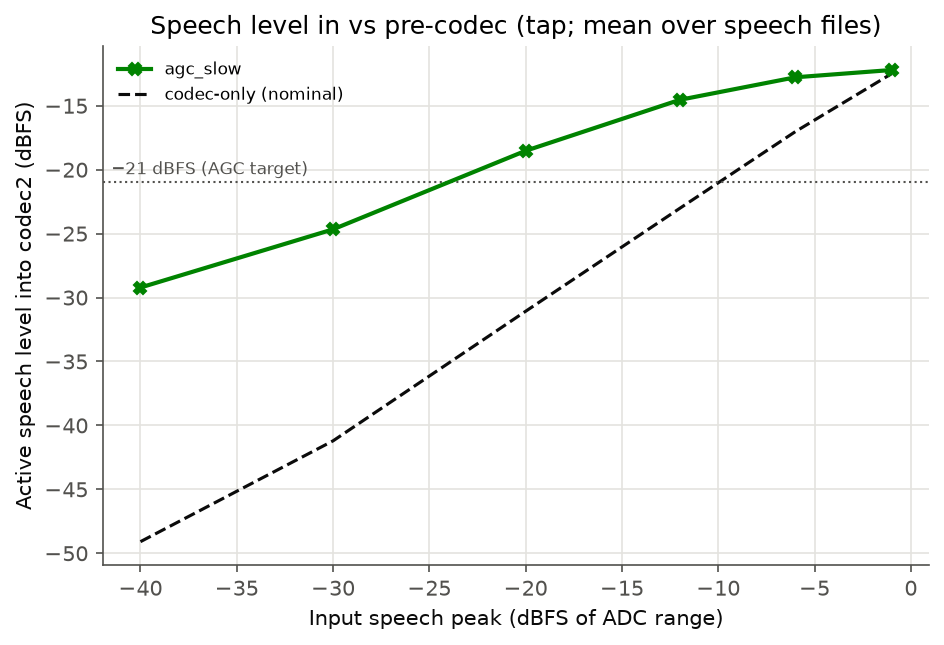 Speech level in vs pre-codec (tap; mean over speech files)
agc_slow
codec-only (nominal)
−21 dBFS (AGC target)
Active speech level into codec2 (dBFS)
−15
−20
−25
−30
−35
−40
−45
−50
−40 −35 −30 −25 −20 −15 −10 −5 0
Input speech peak (dBFS of ADC range)